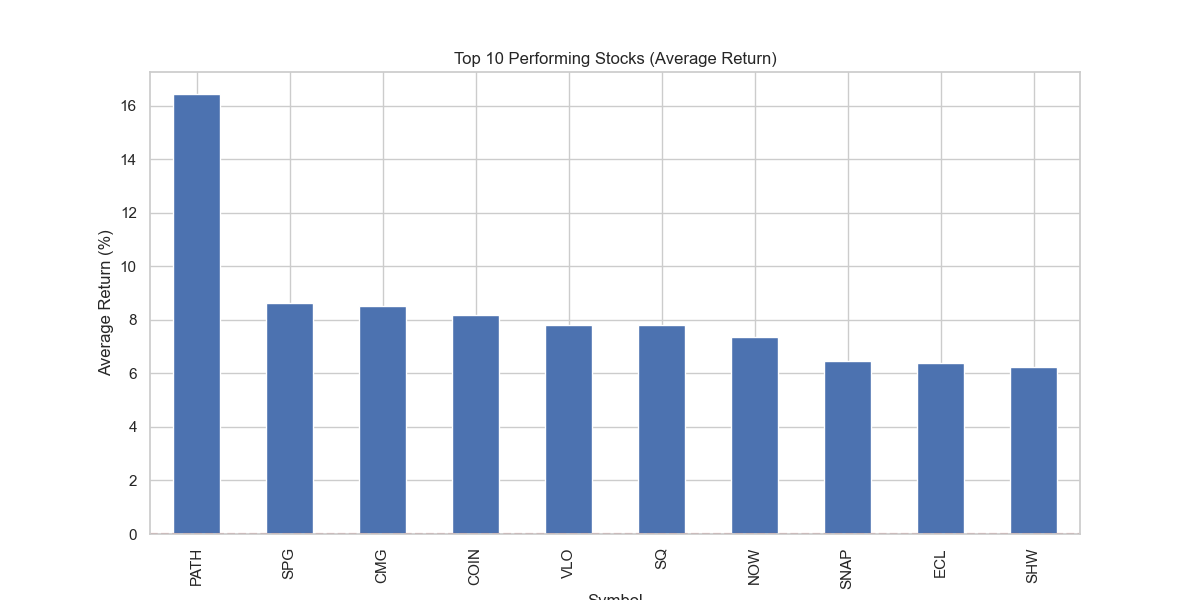 Top 10 Performing Stocks (Average Return)
Average Return (%)
16
14
12
10
8
6
4
2
0
PATH
SPG
CMG
COIN
VLO
SQ
NOW
SNAP
ECL
SHW
Symbol